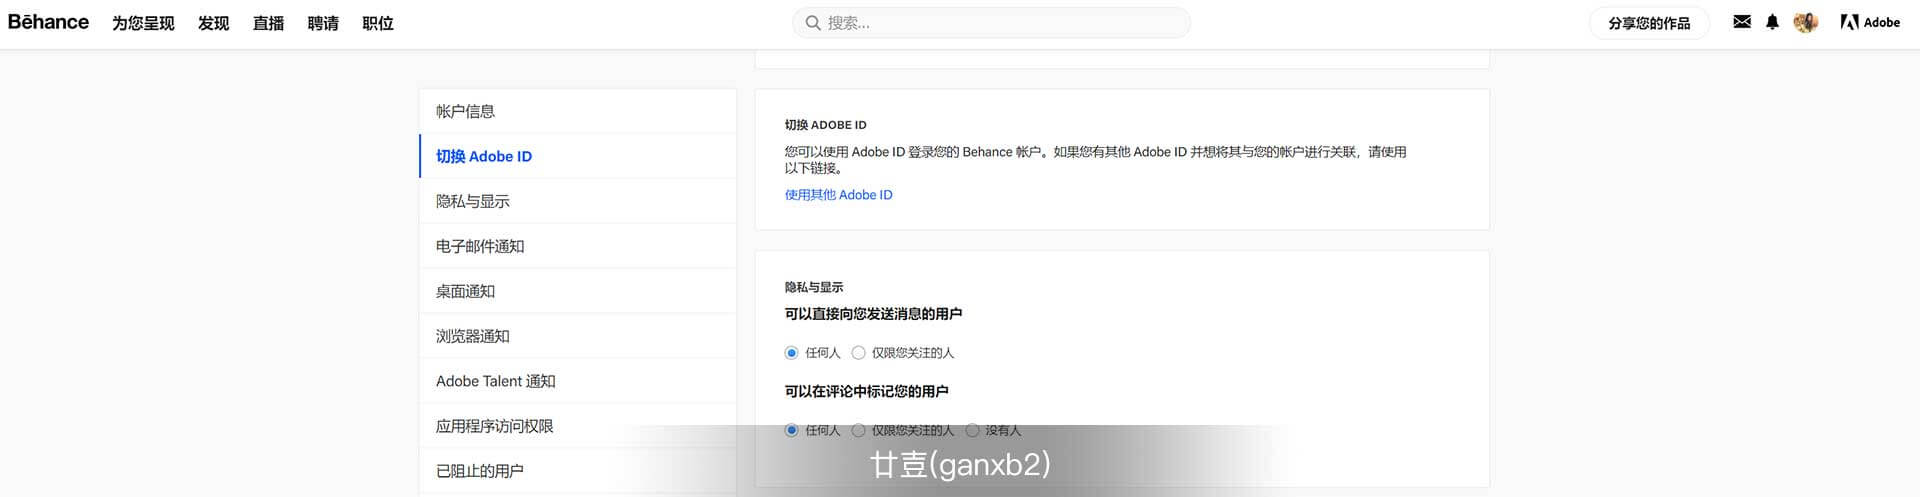 Bēhance 为您呈现 发现 直播 聘请 职位 搜索... 分享您的作品 Adobe
帐户信息
切换 Adobe ID
隐私与显示
电子邮件通知
桌面通知
浏览器通知
Adobe Talent 通知
应用程序访问权限
已阻止的用户
切换 ADOBE ID
您可以使用 Adobe ID 登录您的 Behance 帐户。如果您有其他 Adobe ID 并想将其与您的帐户进行关联，请使用
以下链接。
使用其他 Adobe ID
隐私与显示
可以直接向您发送消息的用户
任何人 仅限您关注的人
可以在评论中标记您的用户
任何人 仅限您关注的人 没有人
廿壴(ganxb2)